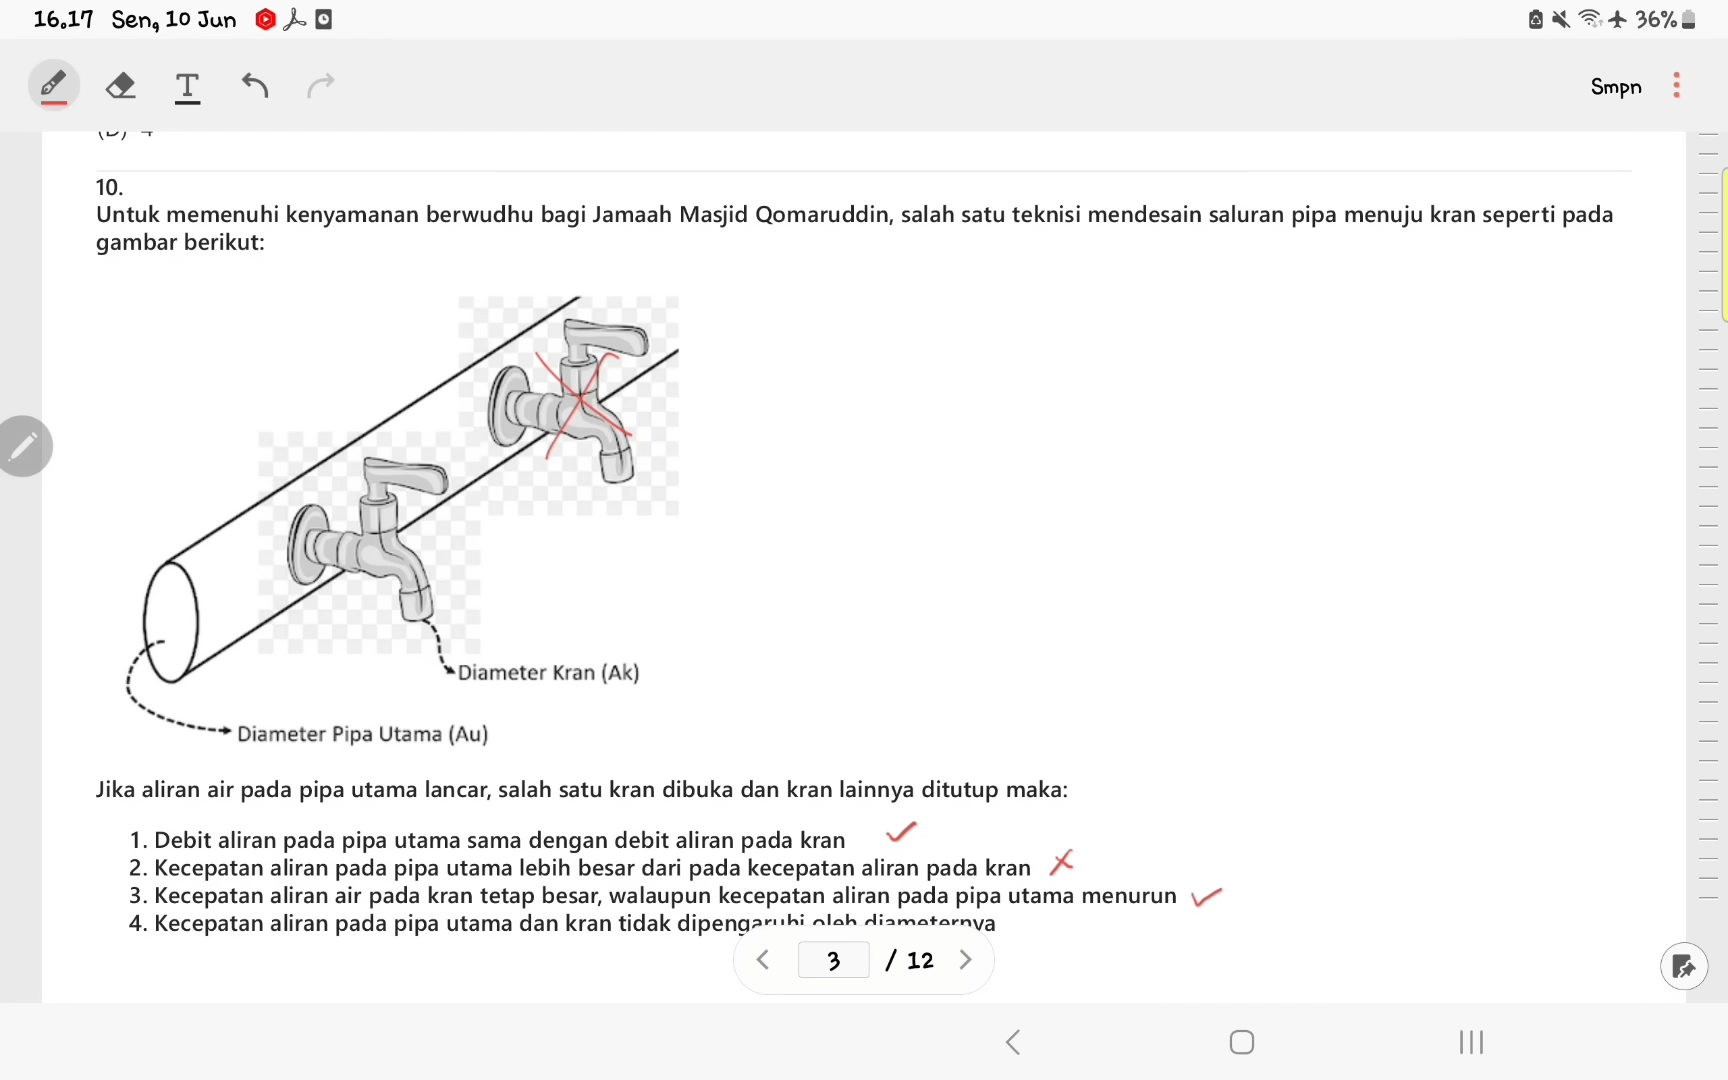 16.17 Sen, 10 Jun
36%
T
Smpn
(D) 4
10.
Untuk memenuhi kenyamanan berwudhu bagi Jamaah Masjid Qomaruddin, salah satu teknisi mendesain saluran pipa menuju kran seperti pada
gambar berikut:
Diameter Kran (Ak)
Diameter Pipa Utama (Au)
Jika aliran air pada pipa utama lancar, salah satu kran dibuka dan kran lainnya ditutup maka:
1. Debit aliran pada pipa utama sama dengan debit aliran pada kran
2. Kecepatan aliran pada pipa utama lebih besar dari pada kecepatan aliran pada kran
3. Kecepatan aliran air pada kran tetap besar, walaupun kecepatan aliran pada pipa utama menurun
4. Kecepatan aliran pada pipa utama dan kran tidak dipengaruhi oleh diameternya
3 / 12